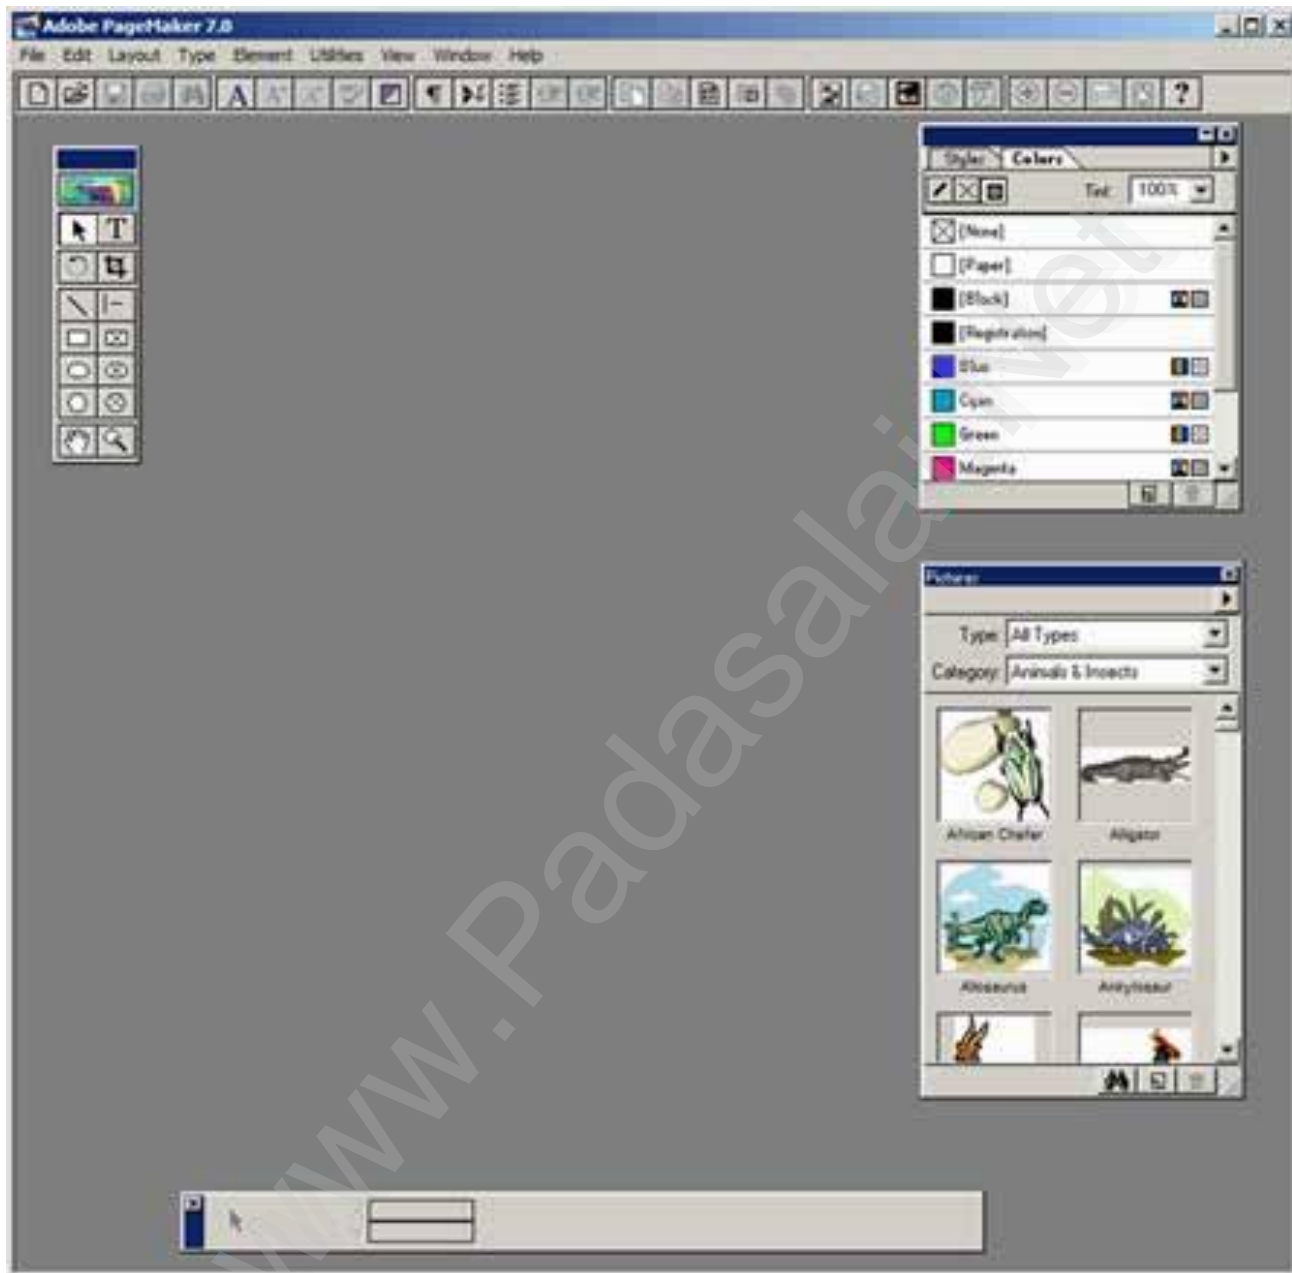 Adobe PageMaker 7.0
File Edit Layout Type Element Utilities View Window Help
A
?
Styles Colors
T
Tint: 100%
[None]
[Paper]
[Black]
[Registration]
Blue
Cyan
Green
Magenta
Pictures
Type: All Types
Category: Animals & Insects
African Chafer Alligator
Allosaurus Ankylosaur
www.Padasalai.Net